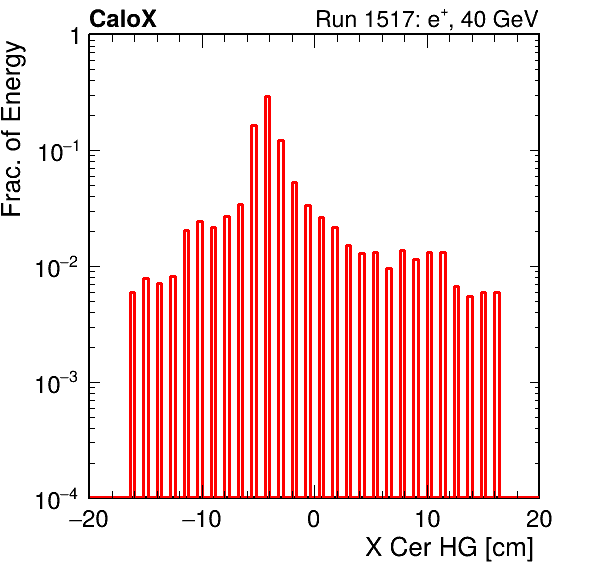 CaloX Run 1517: e⁺, 40 GeV
Frac. of Energy
1
10⁻¹
10⁻²
10⁻³
10⁻⁴
−20 −10 0 10 20
X Cer HG [cm]